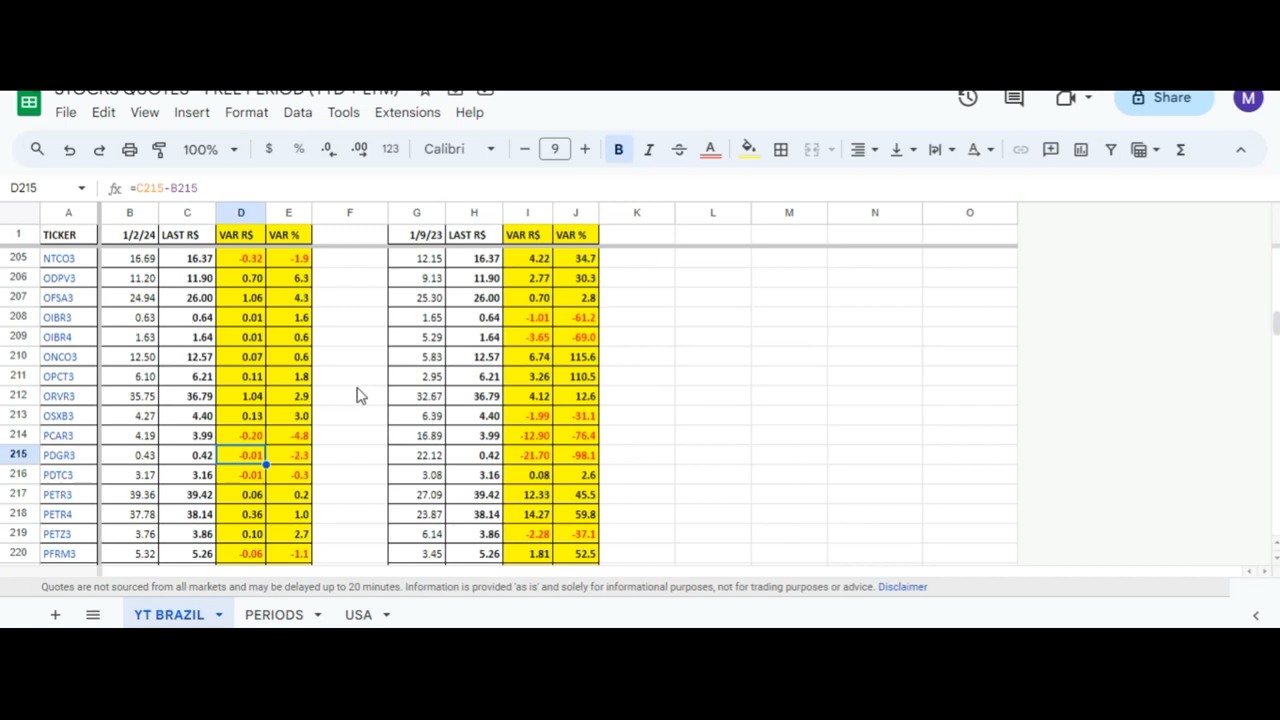 STOCKS QUOTES - FREE PERIOD (YTD + LTM)
File Edit View Insert Format Data Tools Extensions Help
Share M
100% $ % .0 .00 123 Calibri 9 B I A
D215 fx =C215-B215
A B C D E F G H I J K L M N O
1 TICKER 1/2/24 LAST R$ VAR R$ VAR % 1/9/23 LAST R$ VAR R$ VAR %
205 NTCO3 16.69 16.37 -0.32 -1.9 12.15 16.37 4.22 34.7
206 ODPV3 11.20 11.90 0.70 6.3 9.13 11.90 2.77 30.3
207 OFSA3 24.94 26.00 1.06 4.3 25.30 26.00 0.70 2.8
208 OIBR3 0.63 0.64 0.01 1.6 1.65 0.64 -1.01 -61.2
209 OIBR4 1.63 1.64 0.01 0.6 5.29 1.64 -3.65 -69.0
210 ONCO3 12.50 12.57 0.07 0.6 5.83 12.57 6.74 115.6
211 OPCT3 6.10 6.21 0.11 1.8 2.95 6.21 3.26 110.5
212 ORVR3 35.75 36.79 1.04 2.9 32.67 36.79 4.12 12.6
213 OSXB3 4.27 4.40 0.13 3.0 6.39 4.40 -1.99 -31.1
214 PCAR3 4.19 3.99 -0.20 -4.8 16.89 3.99 -12.90 -76.4
215 PDGR3 0.43 0.42 -0.01 -2.3 22.12 0.42 -21.70 -98.1
216 PDTC3 3.17 3.16 -0.01 -0.3 3.08 3.16 0.08 2.6
217 PETR3 39.36 39.42 0.06 0.2 27.09 39.42 12.33 45.5
218 PETR4 37.78 38.14 0.36 1.0 23.87 38.14 14.27 59.8
219 PETZ3 3.76 3.86 0.10 2.7 6.14 3.86 -2.28 -37.1
220 PFRM3 5.32 5.26 -0.06 -1.1 3.45 5.26 1.81 52.5
Quotes are not sourced from all markets and may be delayed up to 20 minutes. Information is provided 'as is' and solely for informational purposes, not for trading purposes or advice. Disclaimer
YT BRAZIL PERIODS USA